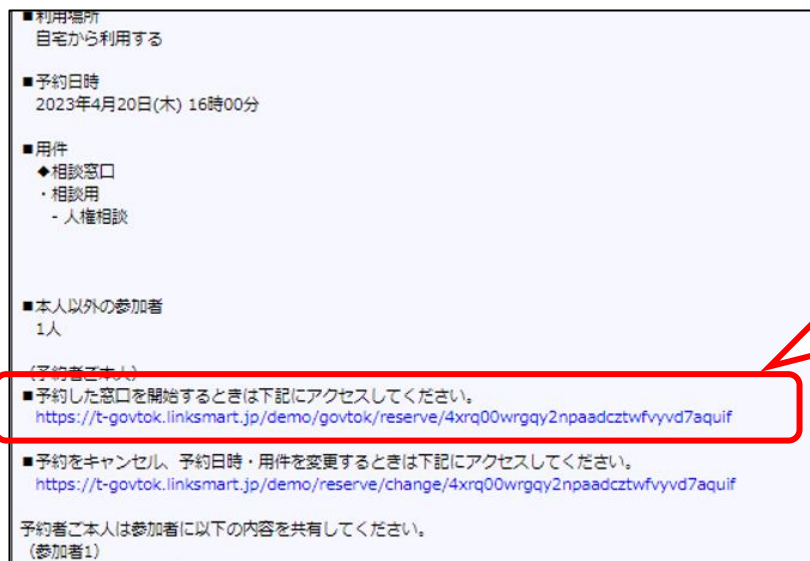 ■利用場所
自宅から利用する
■予約日時
2023年4月20日(木) 16時00分
■用件
◆相談窓口
・相談用
- 人権相談
■本人以外の参加者
1人
（予約者ご本人）
■予約した窓口を開始するときは下記にアクセスしてください。
https://t-govtok.linksmart.jp/demo/govtok/reserve/4xrq00wrgqy2npaadcztwfvyvd7aquif
■予約をキャンセル、予約日時・用件を変更するときは下記にアクセスしてください。
https://t-govtok.linksmart.jp/demo/reserve/change/4xrq00wrgqy2npaadcztwfvyvd7aquif
予約者ご本人は参加者に以下の内容を共有してください。
（参加者1）